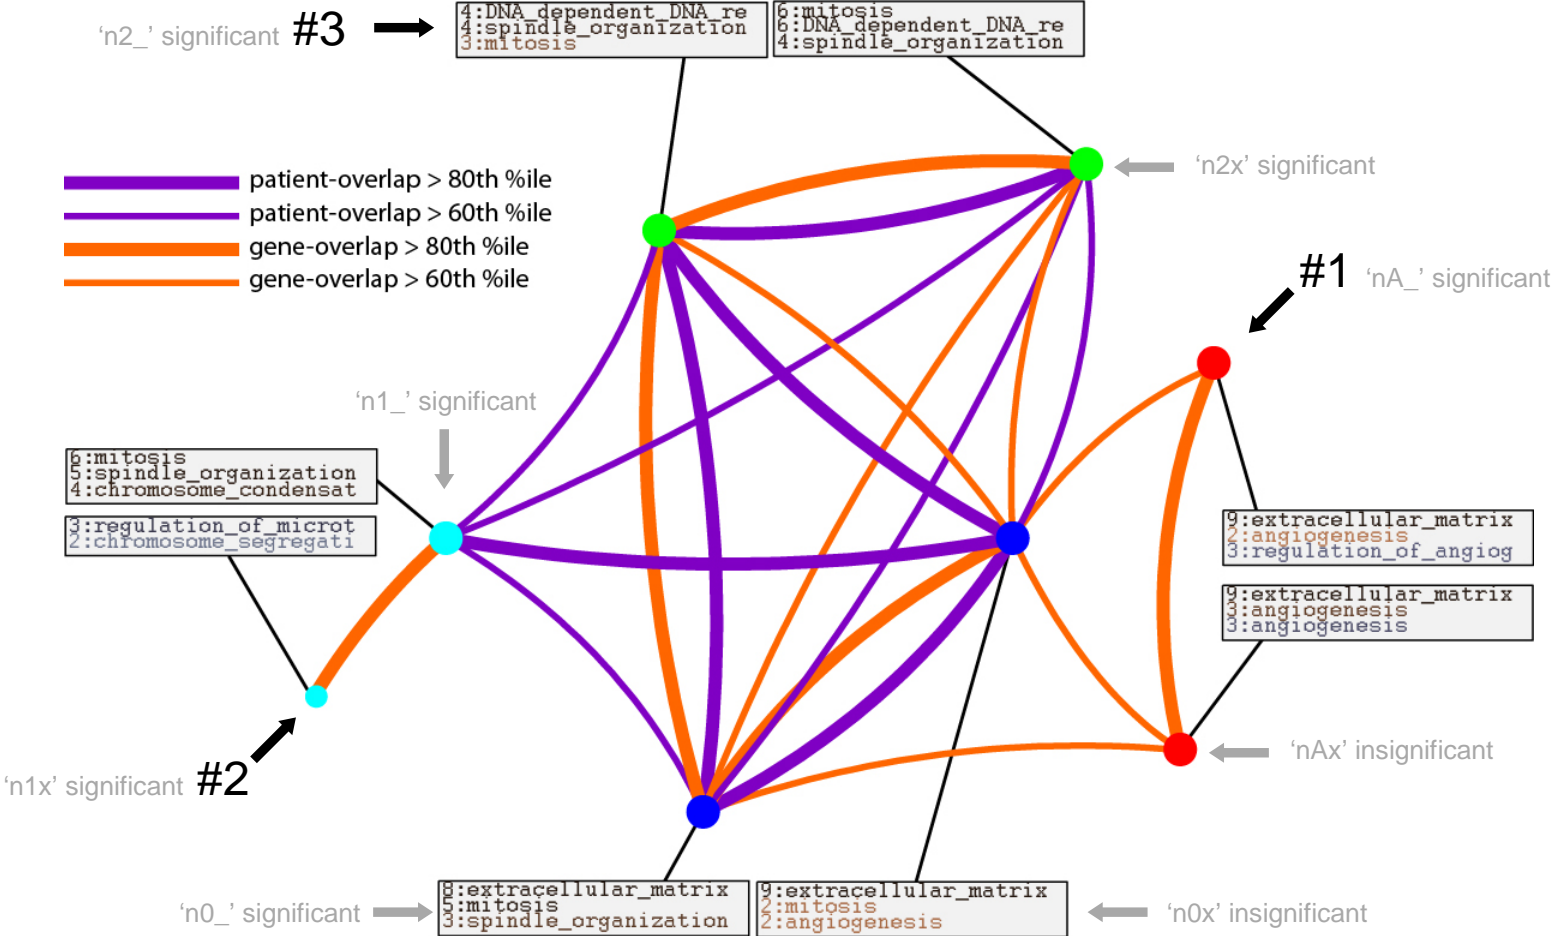 ‘n2_’ significant #3
4:DNA_dependent_DNA_re
4:spindle_organization
3:mitosis
6:mitosis
6:DNA_dependent_DNA_re
4:spindle_organization
patient-overlap > 80th %ile
patient-overlap > 60th %ile
gene-overlap > 80th %ile
gene-overlap > 60th %ile
‘n2x’ significant
#1 ‘nA_’ significant
‘n1_’ significant
6:mitosis
5:spindle_organization
4:chromosome_condensat
3:regulation_of_microt
2:chromosome_segregati
9:extracellular_matrix
2:angiogenesis
3:regulation_of_angiog
9:extracellular_matrix
3:angiogenesis
3:angiogenesis
‘n1x’ significant #2
‘nAx’ insignificant
‘n0_’ significant
8:extracellular_matrix
5:mitosis
3:spindle_organization
9:extracellular_matrix
2:mitosis
2:angiogenesis
‘n0x’ insignificant